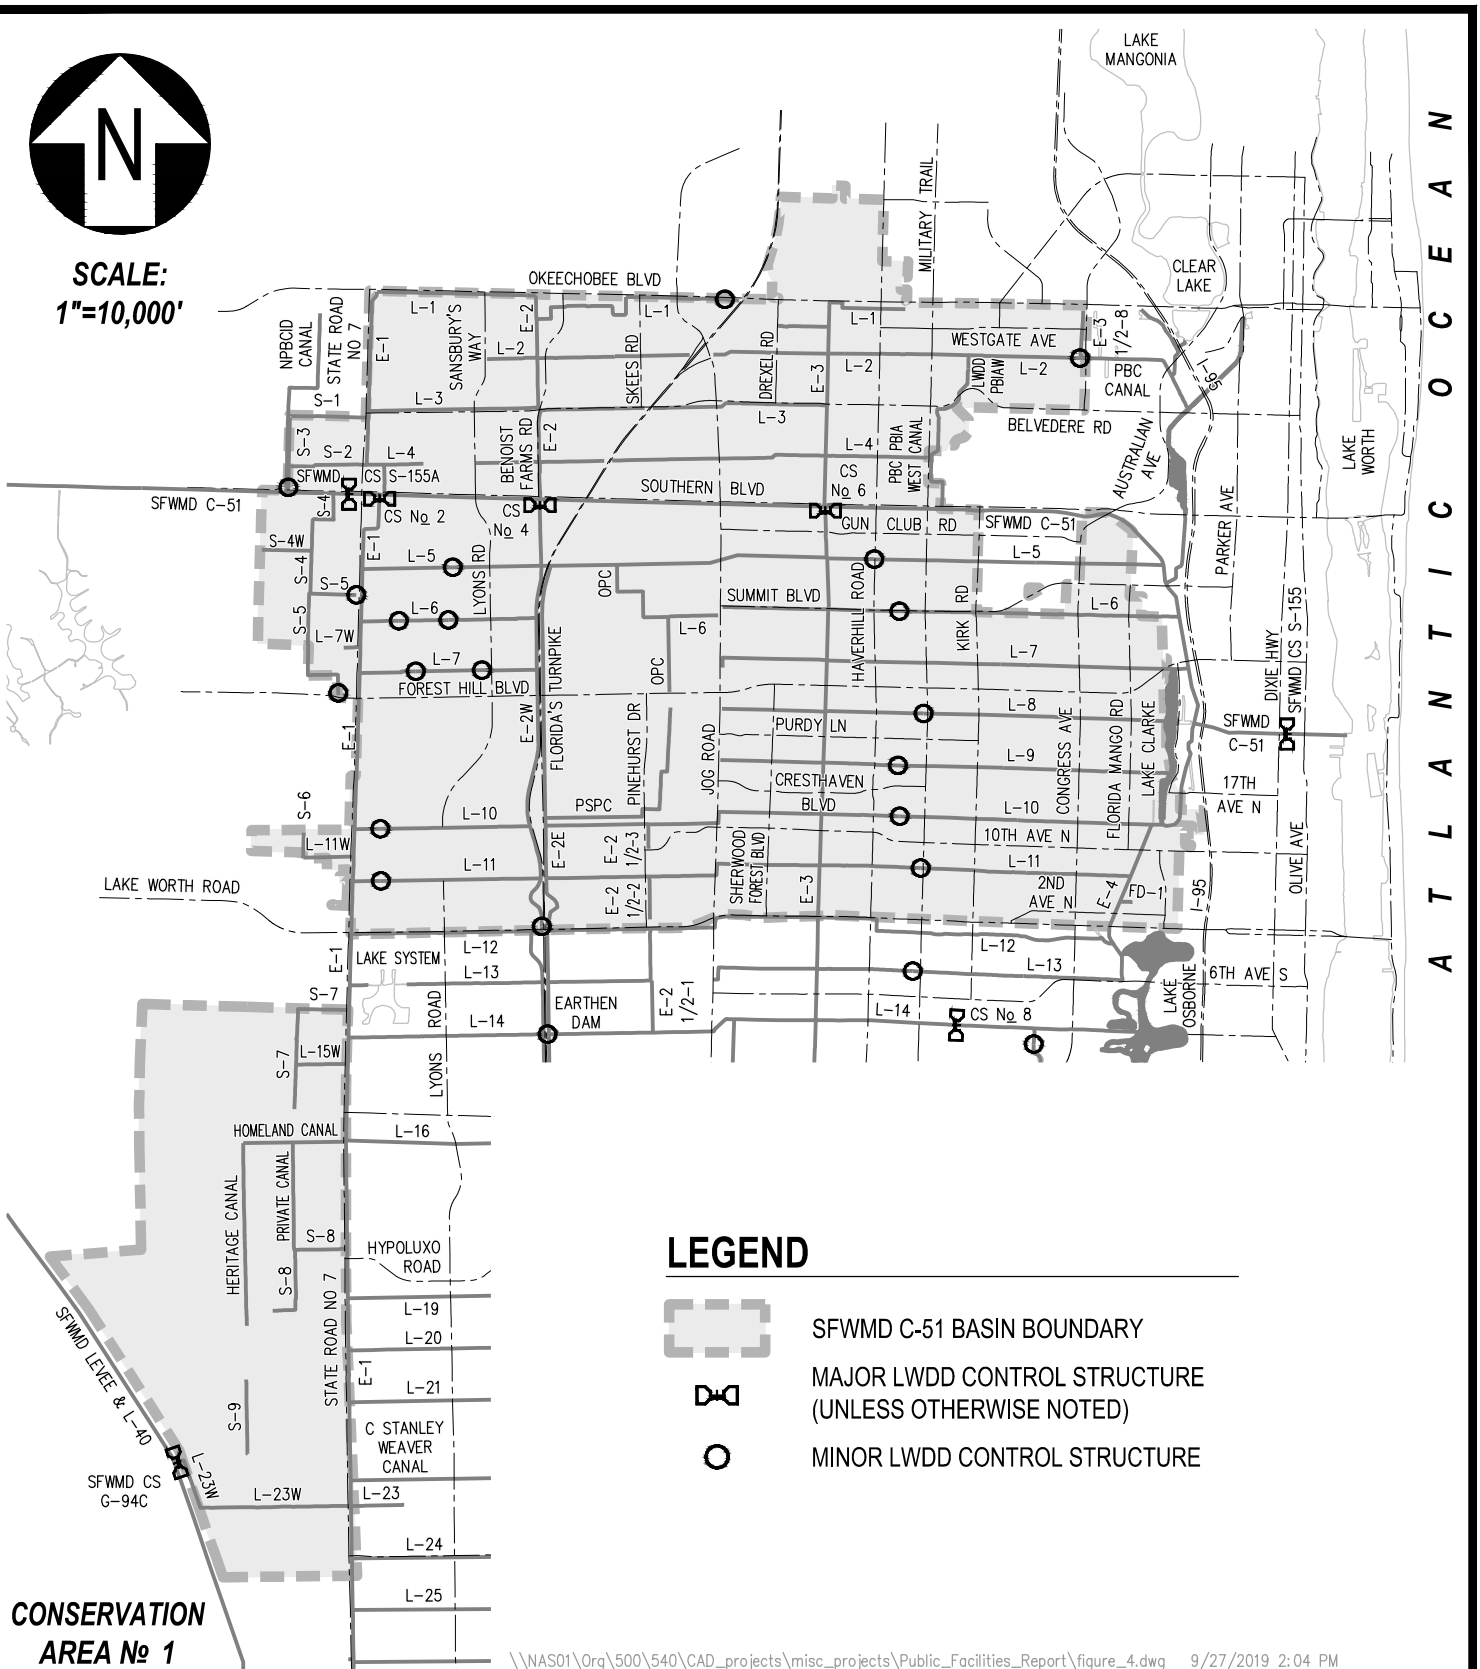 LAKE
MANGONIA
N
SCALE:
1"=10,000'
ATLANTIC OCEAN
MILITARY TRAIL
OKEECHOBEE BLVD
CLEAR
LAKE
NPBCID
CANAL
STATE ROAD
NO 7
E-1
L-1
SANSBURY'S
WAY
E-2
L-1
L-1
WESTGATE AVE
E-3
1/2-8
I-95
L-2
SKEES RD
DREXEL RD
E-3
L-2
LWDD
PBIAW
L-2
PBC
CANAL
S-1
L-3
L-3
BELVEDERE RD
S-3
S-2
L-4
BENOIST
FARMS RD
E-2
L-4
PBC PBIA
WEST CANAL
AUSTRALIAN
AVE
LAKE
WORTH
SFWMD
CS
S-155A
SOUTHERN BLVD
CS
No 6
PARKER AVE
SFWMD C-51
S-4
CS No 2
CS
No 4
GUN CLUB RD
SFWMD C-51
S-4W
S-4
E-1
L-5
LYONS RD
L-5
S-5
OPC
SUMMIT BLVD
HAVERHILL ROAD
KIRK RD
L-6
L-6
S-5
L-7W
L-6
L-7
L-7
FLORIDA'S TURNPIKE
OPC
DIXIE HWY
SFWMD CS S-155
FOREST HILL BLVD
E-2W
E-1
PINEHURST DR
JOG ROAD
PURDY LN
L-8
CONGRESS AVE
FLORIDA MANGO RD
LAKE CLARKE
SFWMD
C-51
L-9
CRESTHAVEN
BLVD
17TH
AVE N
S-6
L-10
PSPC
L-10
10TH AVE N
L-11W
E-2E
E-2
1/2-3
SHERWOOD
FOREST BLVD
L-11
L-11
OLIVE AVE
LAKE WORTH ROAD
E-2
1/2-2
E-3
2ND
AVE N
E-4
FD-1
I-95
E-1
LAKE SYSTEM
L-12
L-12
L-13
L-13
6TH AVE S
S-7
LYONS ROAD
L-14
EARTHEN
DAM
E-2
1/2-1
L-14
CS No 8
LAKE
OSBORNE
S-7
L-15W
HOMELAND CANAL
L-16
HERITAGE CANAL
PRIVATE CANAL
S-8
S-8
HYPOLUXO
ROAD
STATE ROAD NO 7
L-19
L-20
E-1
L-21
SFWMD LEVEE & L-40
S-9
C STANLEY
WEAVER
CANAL
SFWMD CS
G-94C
L-23W
L-23W
L-23
L-24
L-25
CONSERVATION
AREA № 1
LEGEND
SFWMD C-51 BASIN BOUNDARY
MAJOR LWDD CONTROL STRUCTURE
(UNLESS OTHERWISE NOTED)
MINOR LWDD CONTROL STRUCTURE
\\NAS01\Org\500\540\CAD_projects\misc_projects\Public_Facilities_Report\figure_4.dwg 9/27/2019 2:04 PM